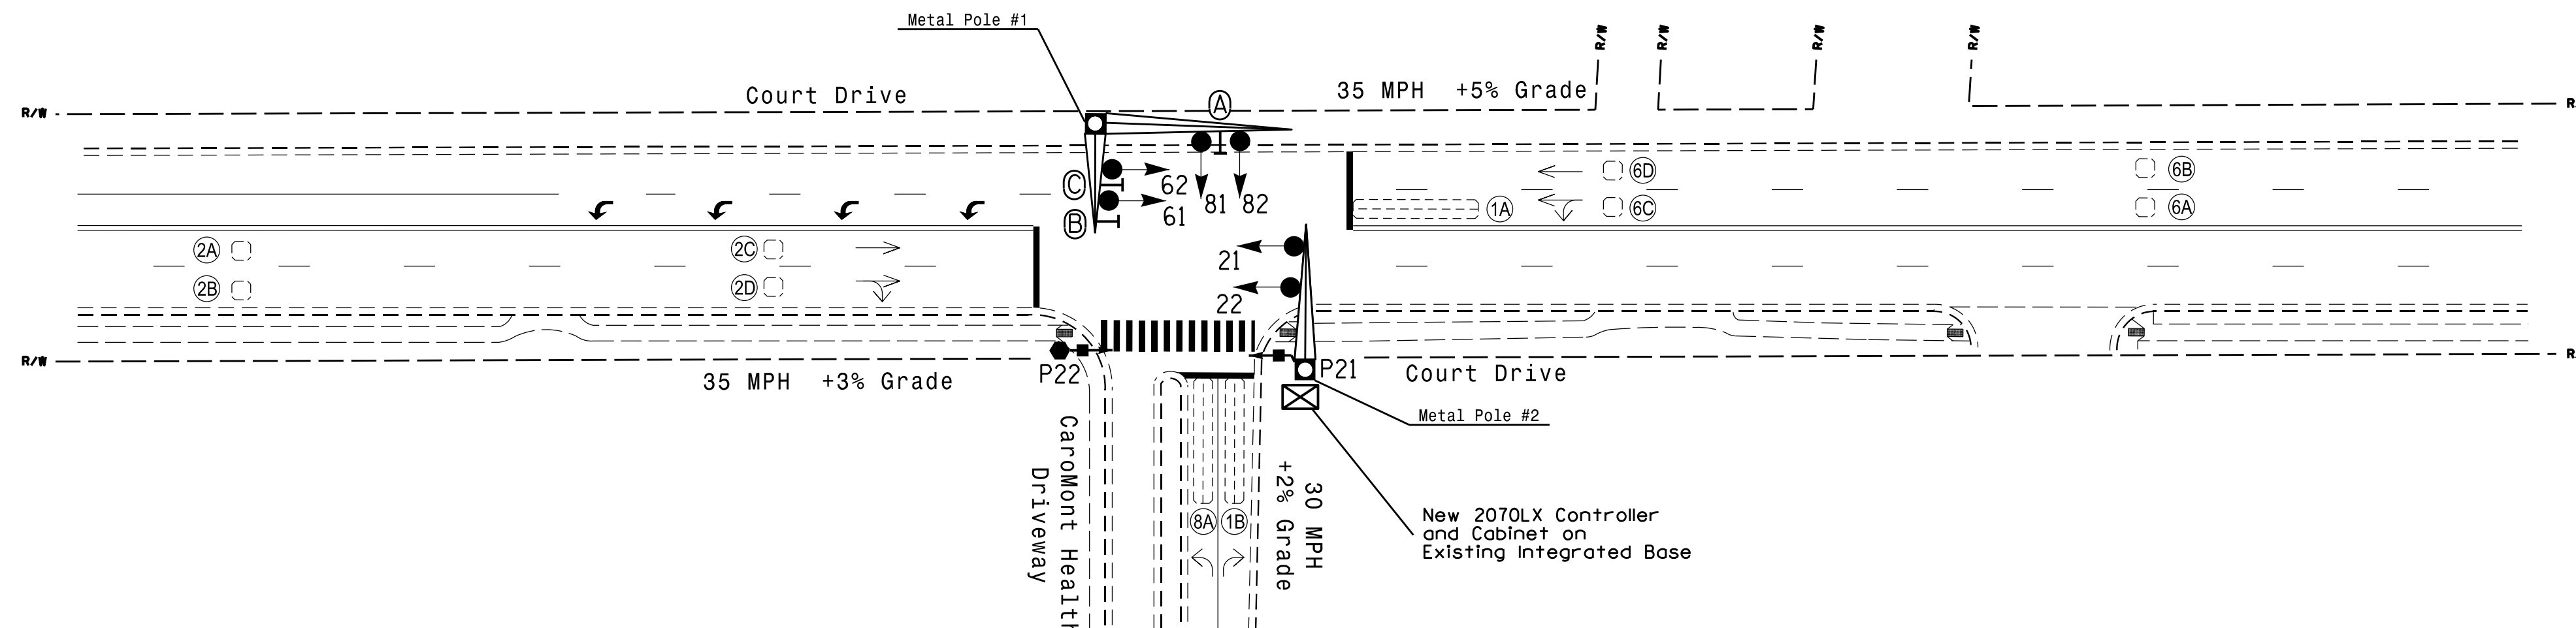 Metal Pole #1
R/W
R/W
R/W
R/W
Court Drive
35 MPH +5% Grade
A
R/W
R
C
62
81
82
61
B
6D
6B
1A
6C
6A
2A
2C
2B
2D
21
22
R/W
R
P22
P21
35 MPH +3% Grade
Court Drive
Metal Pole #2
CaroMont Health
Driveway
8A
1B
30 MPH
+2% Grade
New 2070LX Controller
and Cabinet on
Existing Integrated Base